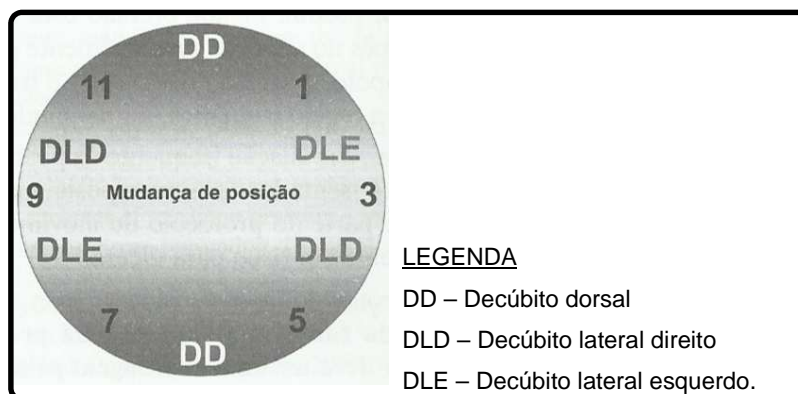 DD
11 1
DLD DLE
9 Mudança de posição 3
DLE DLD
7 5
DD
LEGENDA
DD – Decúbito dorsal
DLD – Decúbito lateral direito
DLE – Decúbito lateral esquerdo.